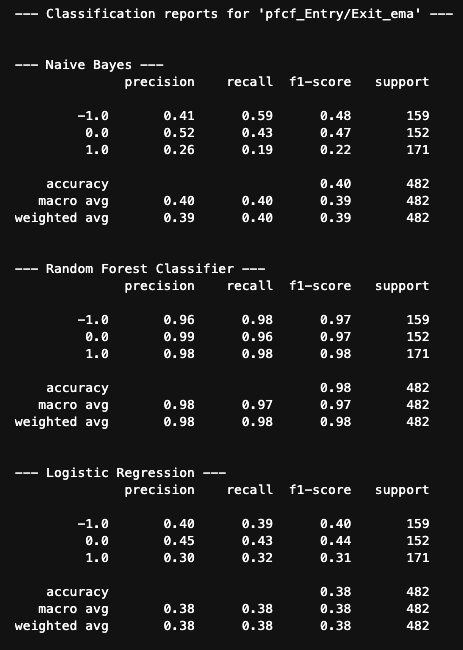 --- Classification reports for 'pfcf_Entry/Exit_ema' ---
--- Naive Bayes ---
precision recall f1-score support
-1.0 0.41 0.59 0.48 159
0.0 0.52 0.43 0.47 152
1.0 0.26 0.19 0.22 171
accuracy 0.40 482
macro avg 0.40 0.40 0.39 482
weighted avg 0.39 0.40 0.39 482
--- Random Forest Classifier ---
precision recall f1-score support
-1.0 0.96 0.98 0.97 159
0.0 0.99 0.96 0.97 152
1.0 0.98 0.98 0.98 171
accuracy 0.98 482
macro avg 0.98 0.97 0.97 482
weighted avg 0.98 0.98 0.98 482
--- Logistic Regression ---
precision recall f1-score support
-1.0 0.40 0.39 0.40 159
0.0 0.45 0.43 0.44 152
1.0 0.30 0.32 0.31 171
accuracy 0.38 482
macro avg 0.38 0.38 0.38 482
weighted avg 0.38 0.38 0.38 482